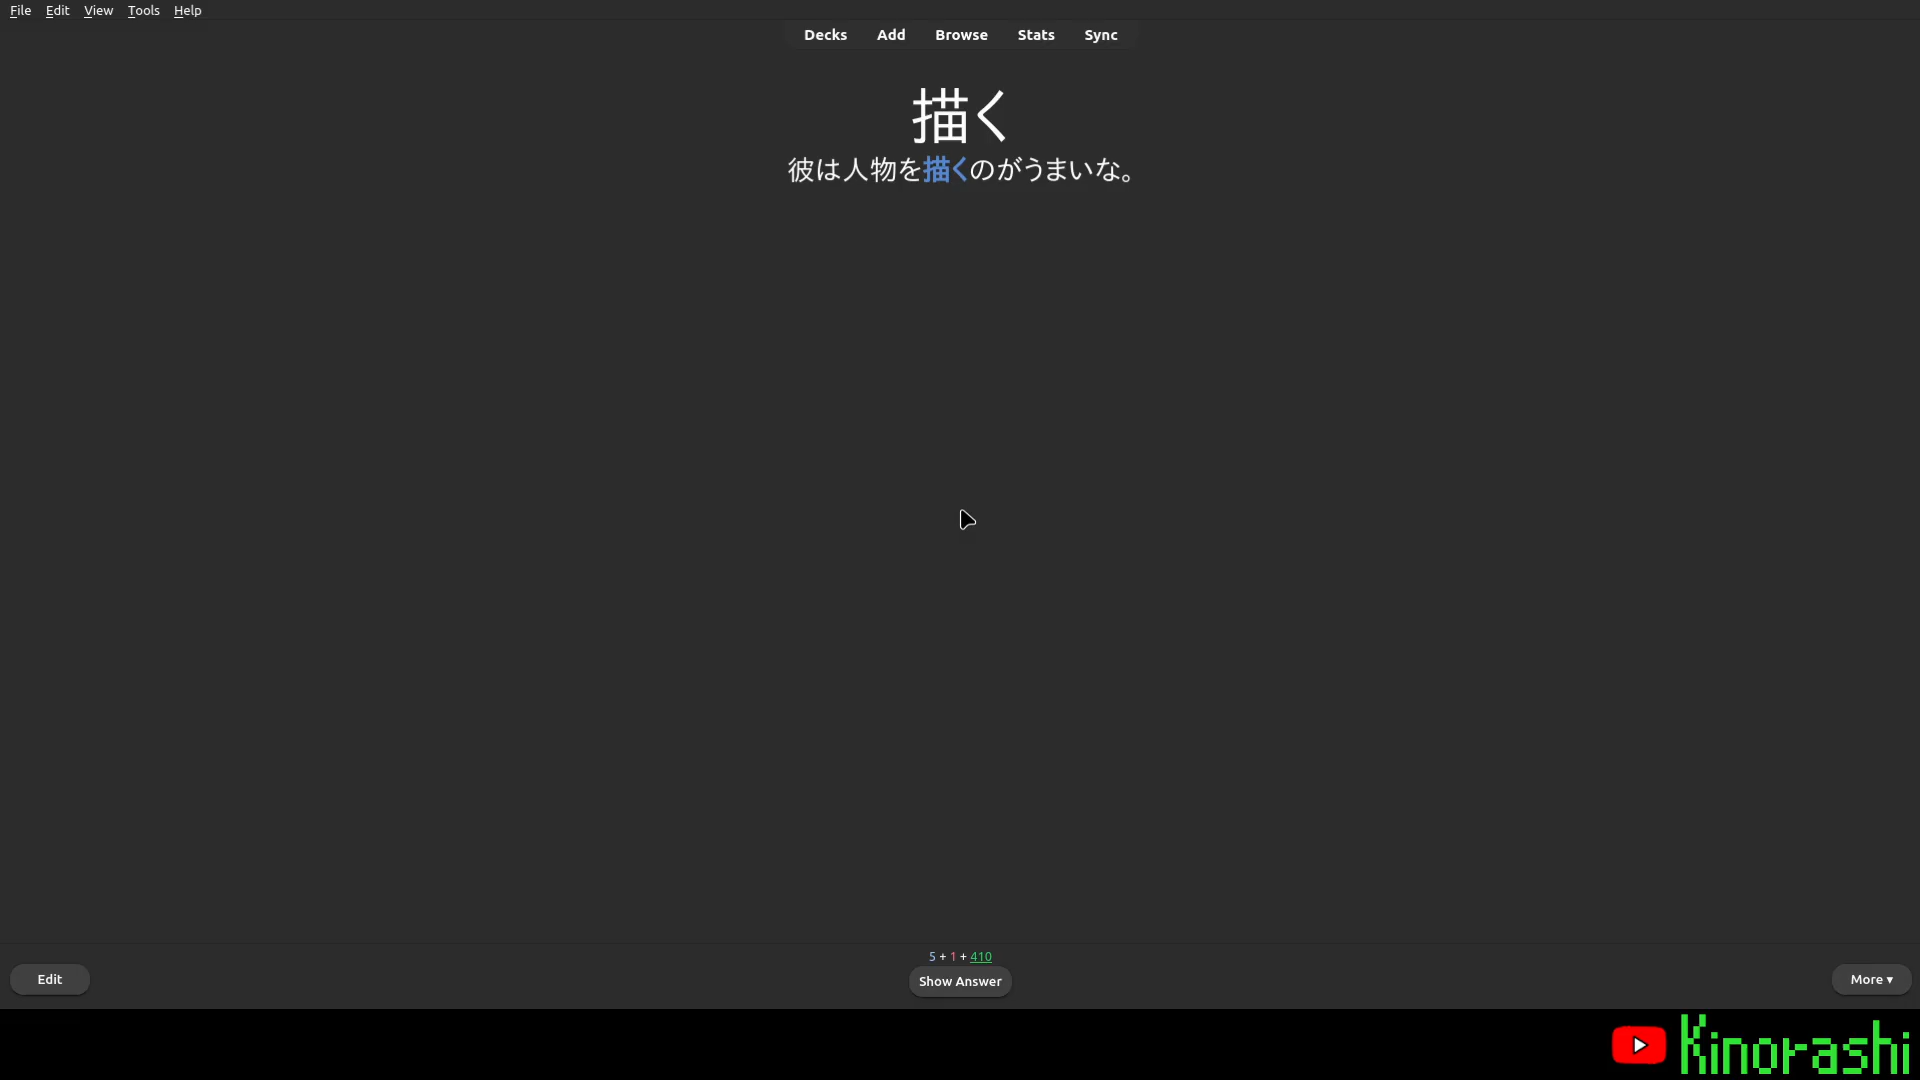 File Edit View Tools Help
Decks Add Browse Stats Sync
描く
彼は人物を描くのがうまいな。
5 + 1 + 410
Edit Show Answer More ▾
Kinorashi